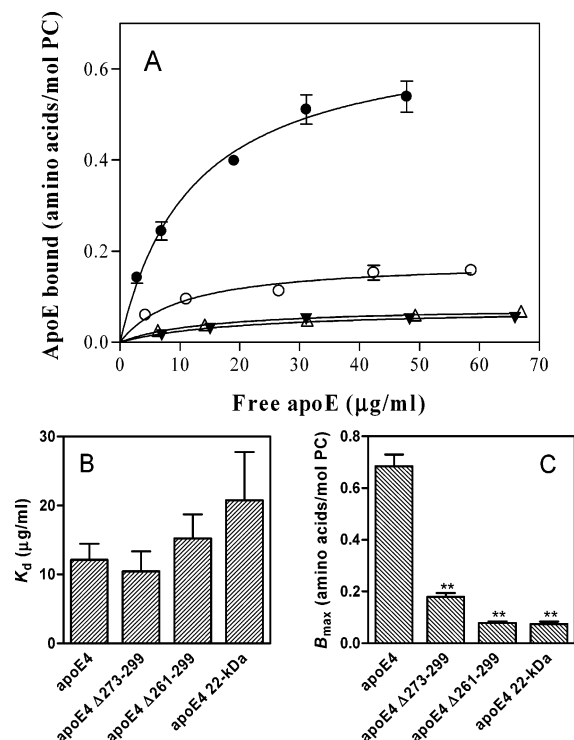 A
ApoE bound (amino acids/mol PC)
0.6
0.4
0.2
0.0
0 10 20 30 40 50 60 70
Free apoE (μg/ml)
B
Kd (μg/ml)
30
20
10
0
apoE4
apoE4 Δ273-299
apoE4 Δ261-299
apoE4 22-kDa
C
Bmax (amino acids/mol PC)
0.8
0.6
0.4
0.2
0.0
** ** **
apoE4
apoE4 Δ273-299
apoE4 Δ261-299
apoE4 22-kDa